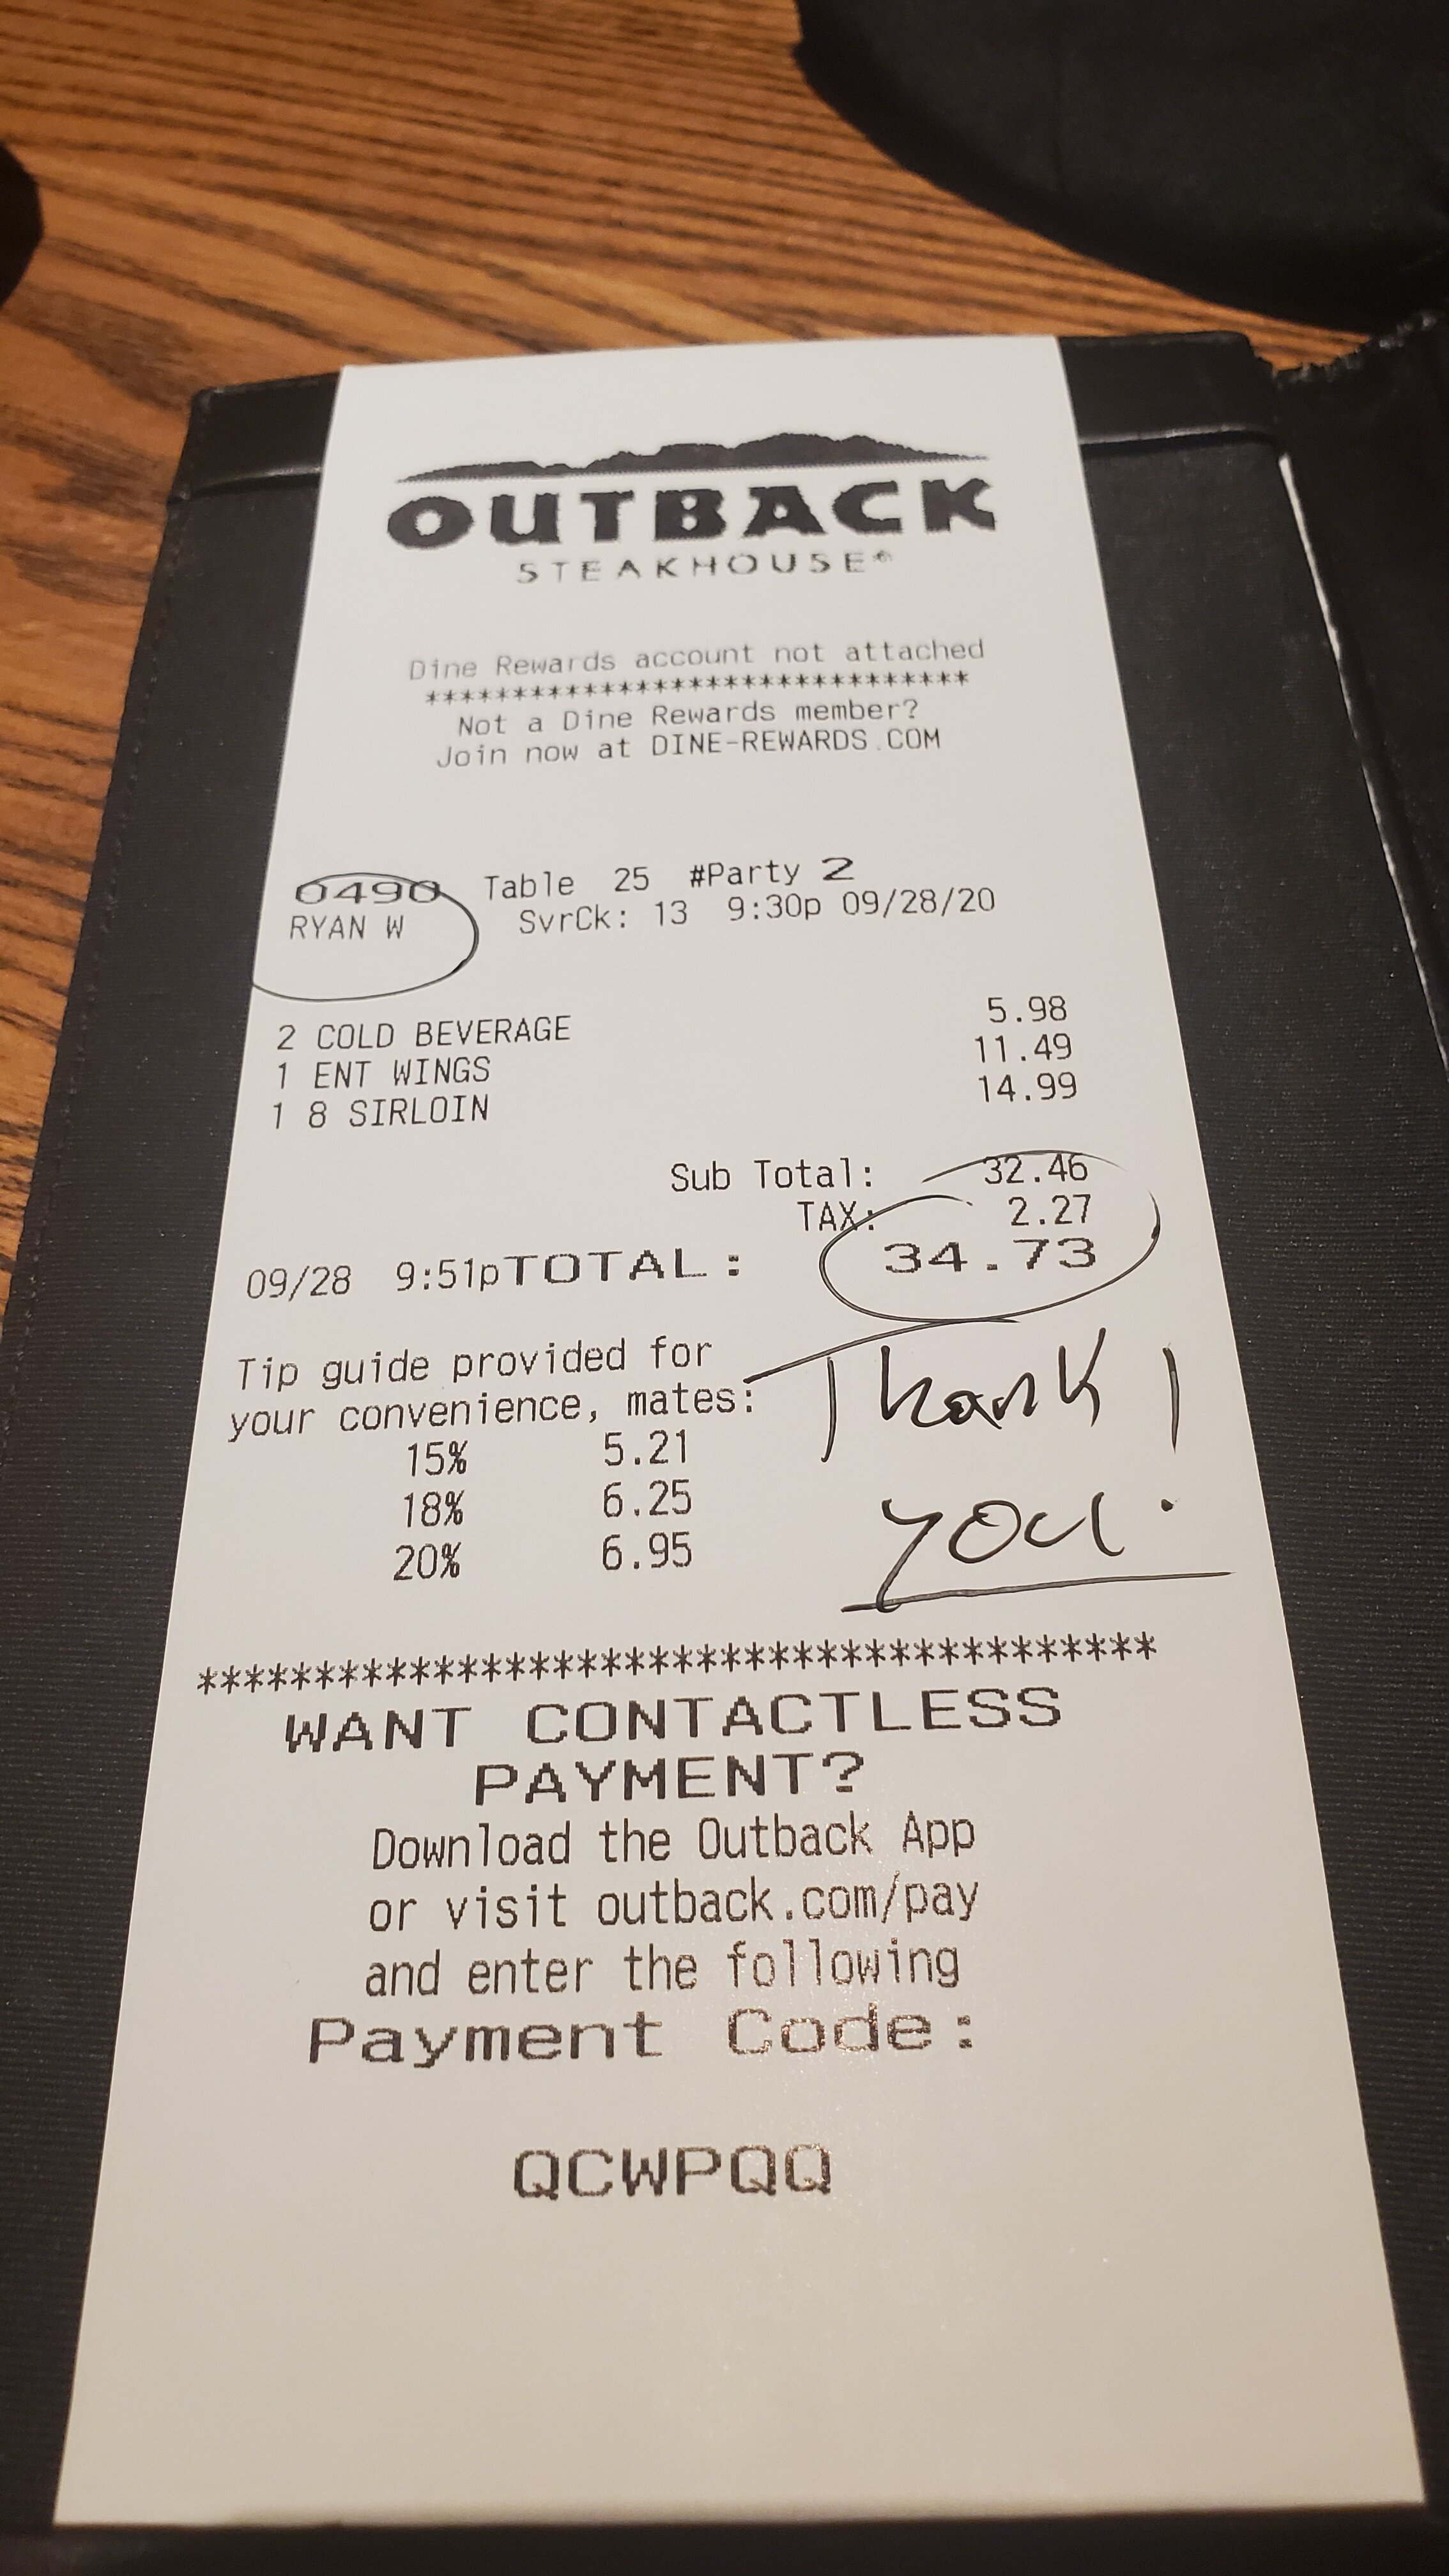 OUTBACK
STEAKHOUSE®
Dine Rewards account not attached
*******************************
Not a Dine Rewards member?
Join now at DINE-REWARDS.COM
0490 Table 25 #Party 2
RYAN W SvrCk: 13 9:30p 09/28/20
2 COLD BEVERAGE 5.98
1 ENT WINGS 11.49
1 8 SIRLOIN 14.99
Sub Total: 32.46
TAX: 2.27
09/28 9:51pTOTAL: 34.73
Tip guide provided for
your convenience, mates:
15% 5.21
18% 6.25
20% 6.95
Thank
you!
****************************************
WANT CONTACTLESS
PAYMENT?
Download the Outback App
or visit outback.com/pay
and enter the following
Payment Code:
QCWPQQ